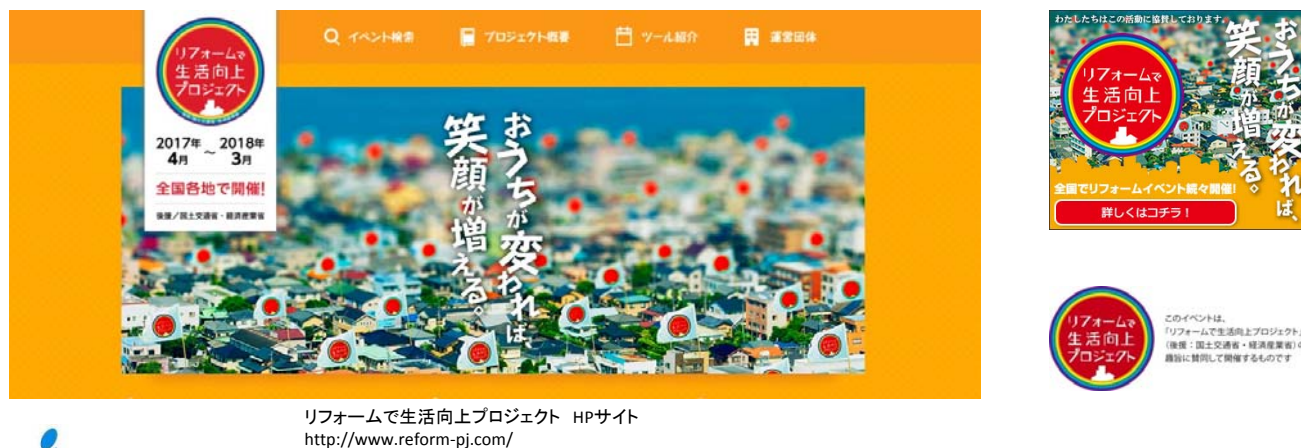 イベント検索
プロジェクト概要
ツール紹介
運営団体
リフォームで
生活向上
プロジェクト
2017年 4月 ～ 2018年 3月
全国各地で開催!
後援／国土交通省・経済産業省
おうちが変われば、
笑顔が増える。
リフォームで生活向上プロジェクト HPサイト
http://www.reform-pj.com/
わたしたちはこの活動に協賛しております。
リフォームで
生活向上
プロジェクト
おうちが変われば、
笑顔が増える。
全国でリフォームイベント続々開催!
詳しくはコチラ！
リフォームで
生活向上
プロジェクト
このイベントは、
「リフォームで生活向上プロジェクト」
（後援：国土交通省・経済産業省）の
趣旨に賛同して開催するものです